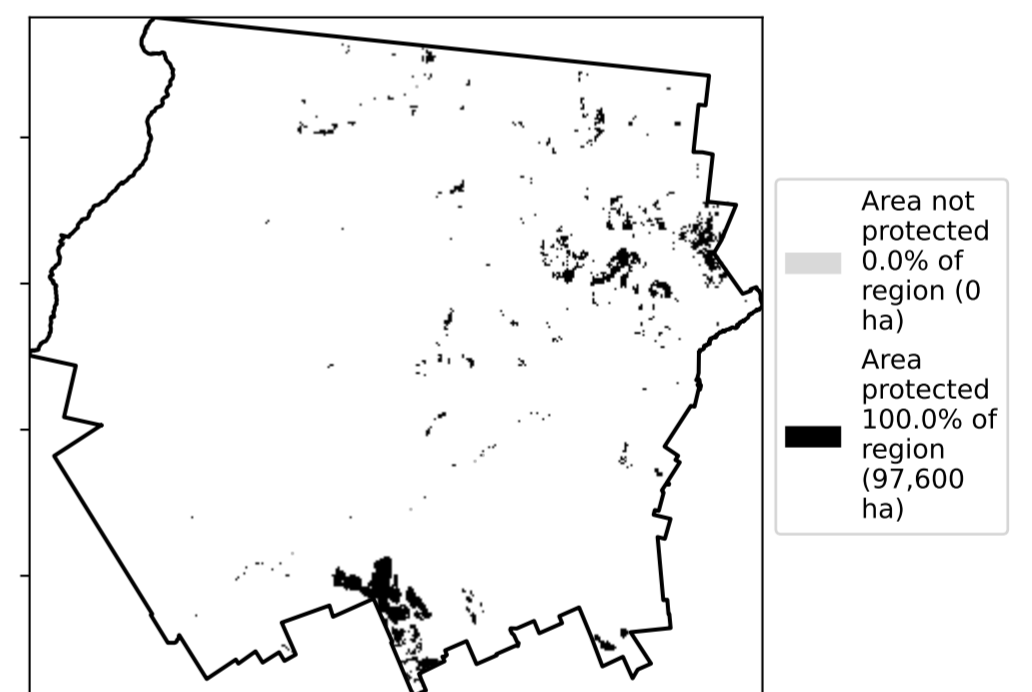 Area not
protected
0.0% of
region (0
ha)
Area
protected
100.0% of
region
(97,600
ha)